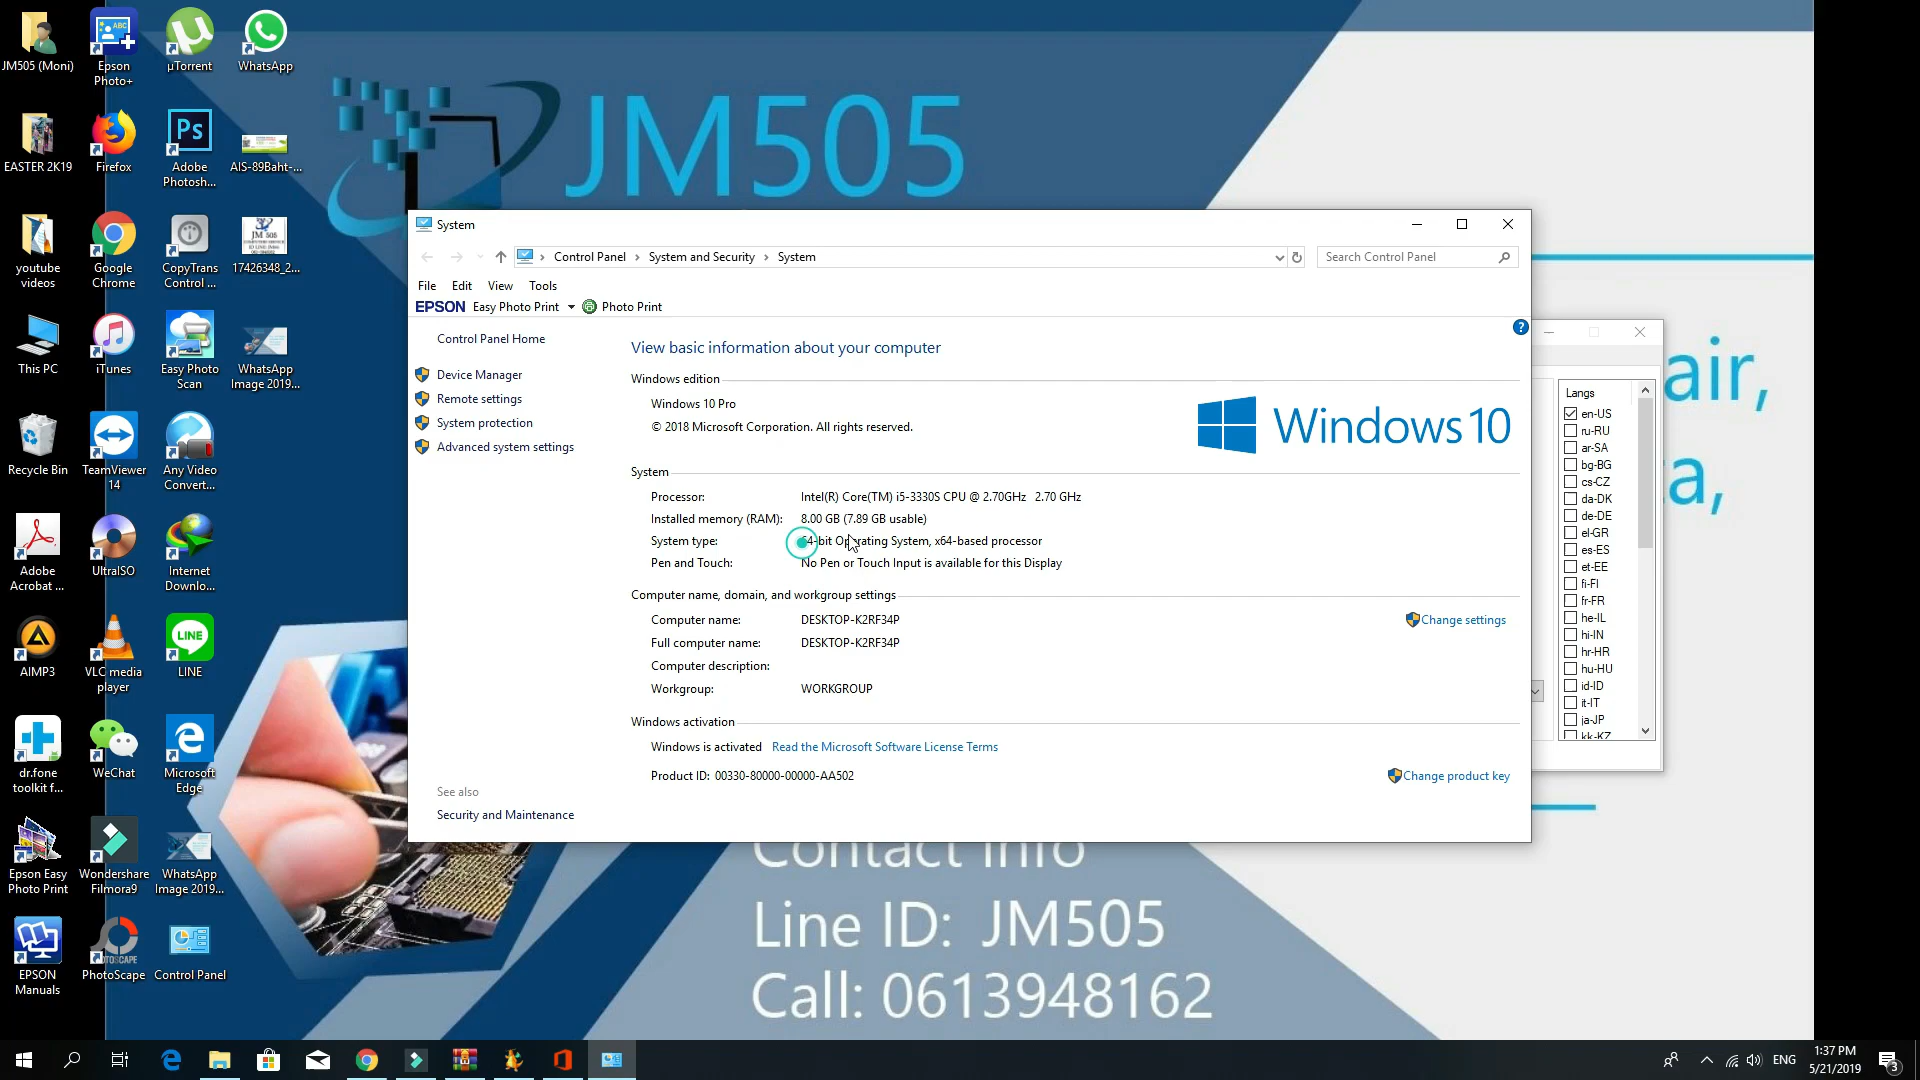 JM505 (Moni)
Epson Photo+
µTorrent
WhatsApp
EASTER 2K19
Firefox
Adobe Photosh...
AIS-89Baht-...
youtube videos
Google Chrome
CopyTrans Control ...
17426348_2...
This PC
iTunes
Easy Photo Scan
WhatsApp Image 2019...
Recycle Bin
TeamViewer 14
Any Video Convert...
Adobe Acrobat ...
UltraISO
Internet Downlo...
AIMP3
VLC media player
LINE
dr.fone toolkit f...
WeChat
Microsoft Edge
Epson Easy Photo Print
Wondershare Filmora9
WhatsApp Image 2019...
EPSON Manuals
PhotoScape
Control Panel
JM505
System
Control Panel > System and Security > System
Search Control Panel
File Edit View Tools
EPSON Easy Photo Print Photo Print
Control Panel Home
Device Manager
Remote settings
System protection
Advanced system settings
See also
Security and Maintenance
View basic information about your computer
Windows edition
Windows 10 Pro
© 2018 Microsoft Corporation. All rights reserved.
Windows 10
System
Processor: Intel(R) Core(TM) i5-3330S CPU @ 2.70GHz 2.70 GHz
Installed memory (RAM): 8.00 GB (7.89 GB usable)
System type: 64-bit Operating System, x64-based processor
Pen and Touch: No Pen or Touch Input is available for this Display
Computer name, domain, and workgroup settings
Computer name: DESKTOP-K2RF34P
Change settings
Full computer name: DESKTOP-K2RF34P
Computer description:
Workgroup: WORKGROUP
Windows activation
Windows is activated Read the Microsoft Software License Terms
Product ID: 00330-80000-00000-AA502
Change product key
Langs
en-US
ru-RU
ar-SA
bg-BG
cs-CZ
da-DK
de-DE
el-GR
es-ES
et-EE
fi-FI
fr-FR
he-IL
hi-IN
hr-HR
hu-HU
id-ID
it-IT
ja-JP
kk-KZ
air,
ta,
Contact Info
Line ID: JM505
Call: 0613948162
ENG
1:37 PM
5/21/2019
3